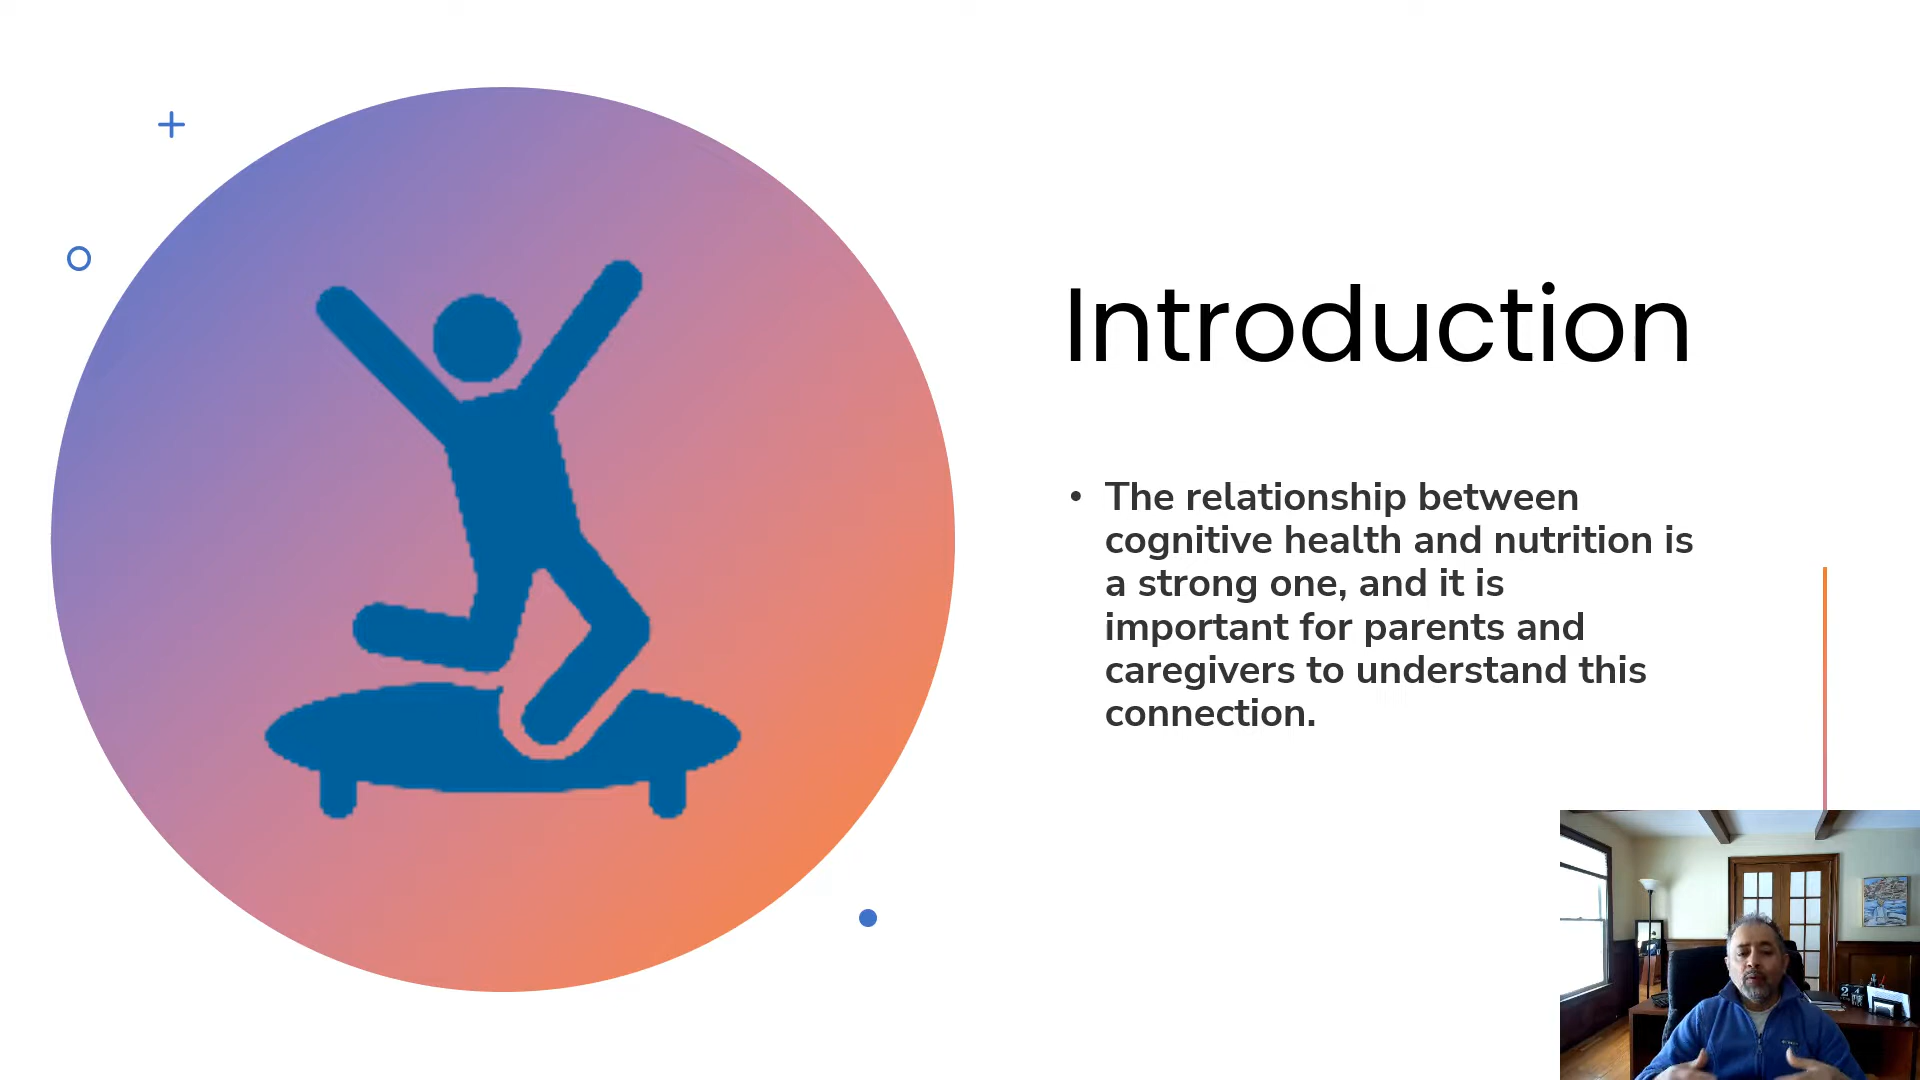 Introduction
• The relationship between
cognitive health and nutrition is
a strong one, and it is
important for parents and
caregivers to understand this
connection.